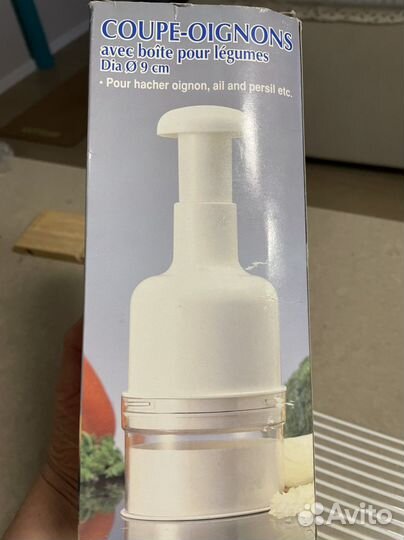 COUPE-OIGNONS
avec boîte pour légumes
Dia Ø 9 cm
• Pour hacher oignon, ail and persil etc.
Avito